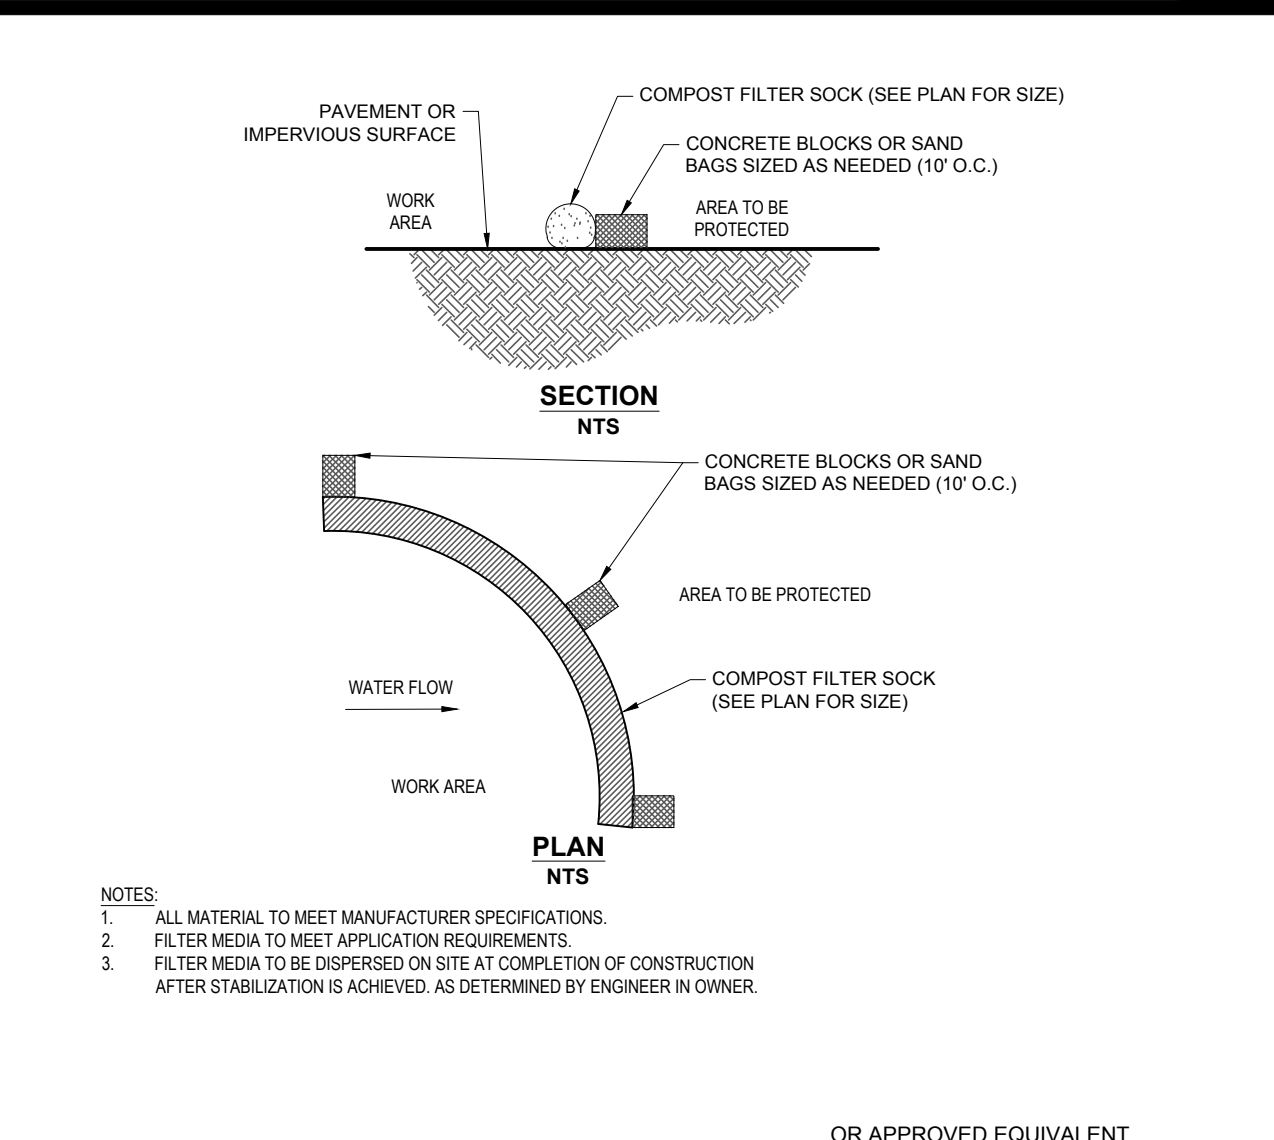 COMPOST FILTER SOCK (SEE PLAN FOR SIZE)
PAVEMENT OR
IMPERVIOUS SURFACE
CONCRETE BLOCKS OR SAND
BAGS SIZED AS NEEDED (10' O.C.)
WORK
AREA
AREA TO BE
PROTECTED
SECTION
NTS
CONCRETE BLOCKS OR SAND
BAGS SIZED AS NEEDED (10' O.C.)
AREA TO BE PROTECTED
COMPOST FILTER SOCK
(SEE PLAN FOR SIZE)
WATER FLOW
WORK AREA
PLAN
NTS
NOTES:
1. ALL MATERIAL TO MEET MANUFACTURER SPECIFICATIONS.
2. FILTER MEDIA TO MEET APPLICATION REQUIREMENTS.
3. FILTER MEDIA TO BE DISPERSED ON SITE AT COMPLETION OF CONSTRUCTION
AFTER STABILIZATION IS ACHIEVED. AS DETERMINED BY ENGINEER IN OWNER.
OR APPROVED EQUIVALENT